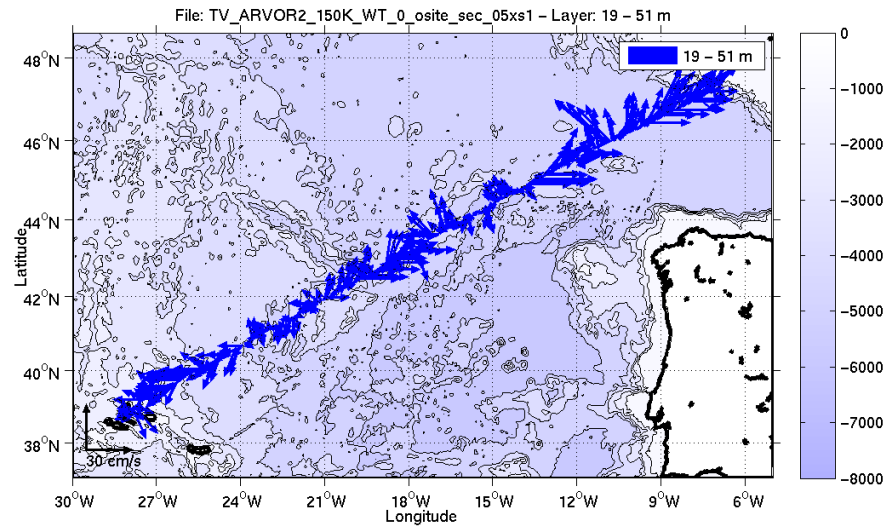 File: TV_ARVOR2_150K_WT_0_osite_sec_05xs1 – Layer: 19 – 51 m
19 – 51 m
48°N
46°N
44°N
42°N
40°N
38°N
Latitude
30 cm/s
30°W
27°W
24°W
21°W
18°W
15°W
12°W
9°W
6°W
Longitude
0
−1000
−2000
−3000
−4000
−5000
−6000
−7000
−8000